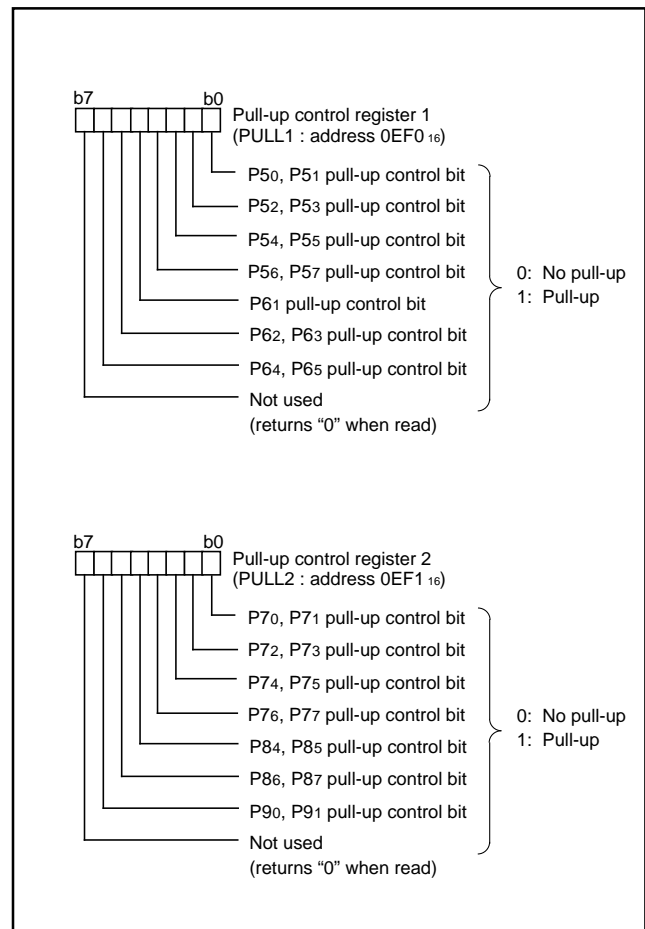 b7 b0
Pull-up control register 1
(PULL1 : address 0EF0 16)
P50, P51 pull-up control bit
P52, P53 pull-up control bit
P54, P55 pull-up control bit
P56, P57 pull-up control bit
P61 pull-up control bit
P62, P63 pull-up control bit
P64, P65 pull-up control bit
Not used
(returns “0” when read)
0: No pull-up
1: Pull-up
b7 b0
Pull-up control register 2
(PULL2 : address 0EF1 16)
P70, P71 pull-up control bit
P72, P73 pull-up control bit
P74, P75 pull-up control bit
P76, P77 pull-up control bit
P84, P85 pull-up control bit
P86, P87 pull-up control bit
P90, P91 pull-up control bit
Not used
(returns “0” when read)
0: No pull-up
1: Pull-up